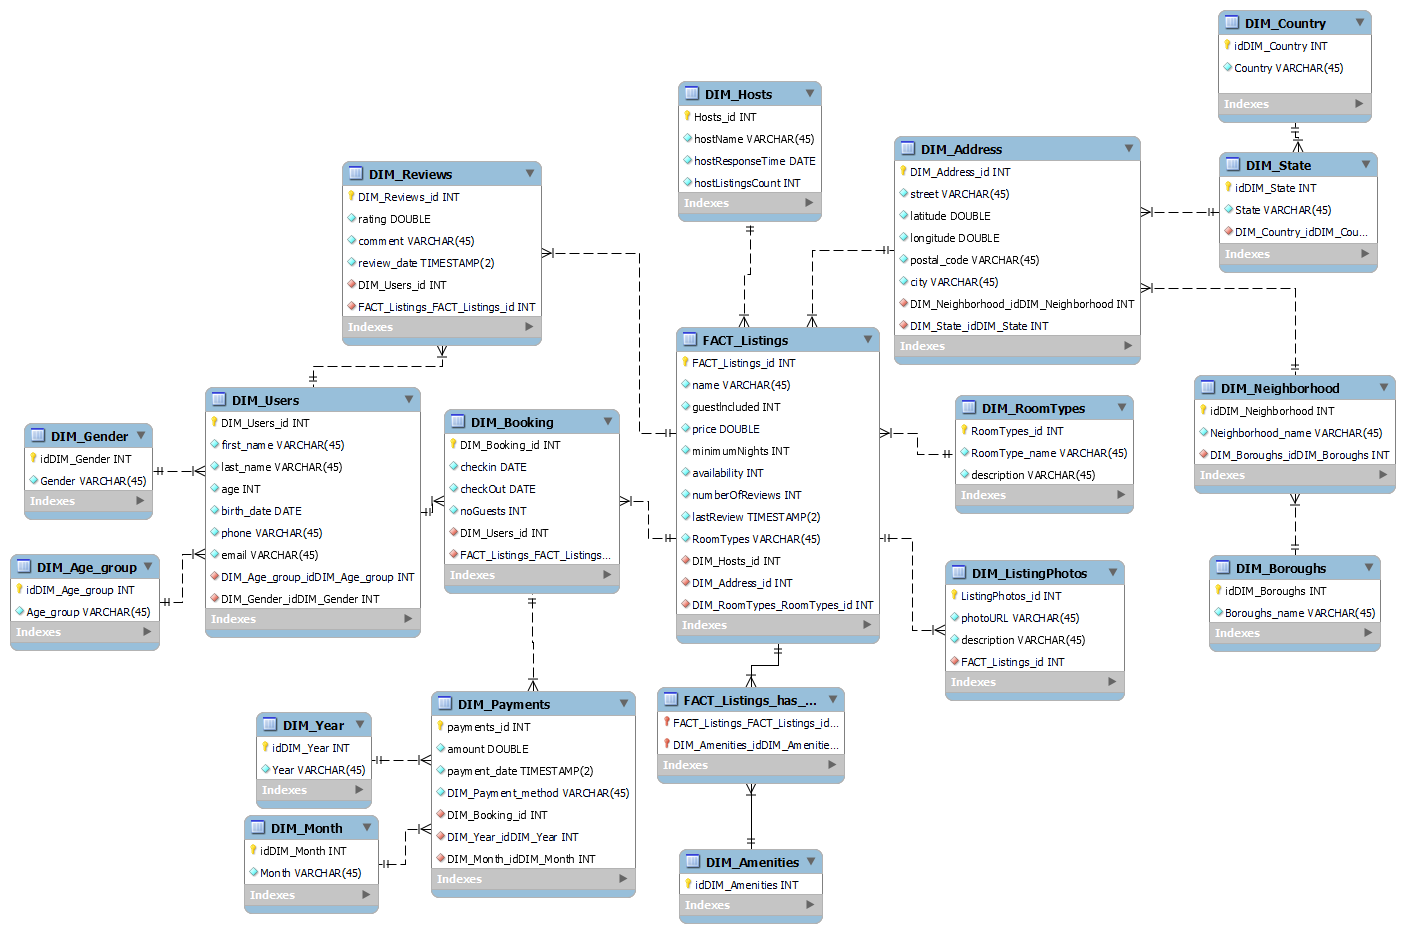 DIM_Country
idDIM_Country INT
Country VARCHAR(45)
Indexes
DIM_Hosts
Hosts_id INT
hostName VARCHAR(45)
hostResponseTime DATE
hostListingsCount INT
Indexes
DIM_Address
DIM_Address_id INT
street VARCHAR(45)
latitude DOUBLE
longitude DOUBLE
postal_code VARCHAR(45)
city VARCHAR(45)
DIM_Neighborhood_idDIM_Neighborhood INT
DIM_State_idDIM_State INT
Indexes
DIM_State
idDIM_State INT
State VARCHAR(45)
DIM_Country_idDIM_Cou...
Indexes
DIM_Reviews
DIM_Reviews_id INT
rating DOUBLE
comment VARCHAR(45)
review_date TIMESTAMP(2)
DIM_Users_id INT
FACT_Listings_FACT_Listings_id INT
Indexes
FACT_Listings
FACT_Listings_id INT
name VARCHAR(45)
guestIncluded INT
price DOUBLE
minimumNights INT
availability INT
numberOfReviews INT
lastReview TIMESTAMP(2)
RoomTypes VARCHAR(45)
DIM_Hosts_id INT
DIM_Address_id INT
DIM_RoomTypes_RoomTypes_id INT
Indexes
DIM_Neighborhood
idDIM_Neighborhood INT
Neighborhood_name VARCHAR(45)
DIM_Boroughs_idDIM_Boroughs INT
Indexes
DIM_Users
DIM_Users_id INT
first_name VARCHAR(45)
last_name VARCHAR(45)
age INT
birth_date DATE
phone VARCHAR(45)
email VARCHAR(45)
DIM_Age_group_idDIM_Age_group INT
DIM_Gender_idDIM_Gender INT
Indexes
DIM_Booking
DIM_Booking_id INT
checkin DATE
checkOut DATE
noGuests INT
DIM_Users_id INT
FACT_Listings_FACT_Listings...
Indexes
DIM_RoomTypes
RoomTypes_id INT
RoomType_name VARCHAR(45)
description VARCHAR(45)
Indexes
DIM_Gender
idDIM_Gender INT
Gender VARCHAR(45)
Indexes
DIM_Age_group
idDIM_Age_group INT
Age_group VARCHAR(45)
Indexes
DIM_ListingPhotos
ListingPhotos_id INT
photoURL VARCHAR(45)
description VARCHAR(45)
FACT_Listings_id INT
Indexes
DIM_Boroughs
idDIM_Boroughs INT
Boroughs_name VARCHAR(45)
Indexes
DIM_Payments
payments_id INT
amount DOUBLE
payment_date TIMESTAMP(2)
DIM_Payment_method VARCHAR(45)
DIM_Booking_id INT
DIM_Year_idDIM_Year INT
DIM_Month_idDIM_Month INT
Indexes
FACT_Listings_has_...
FACT_Listings_FACT_Listings_id...
DIM_Amenities_idDIM_Amenitie...
Indexes
DIM_Year
idDIM_Year INT
Year VARCHAR(45)
Indexes
DIM_Month
idDIM_Month INT
Month VARCHAR(45)
Indexes
DIM_Amenities
idDIM_Amenities INT
Indexes